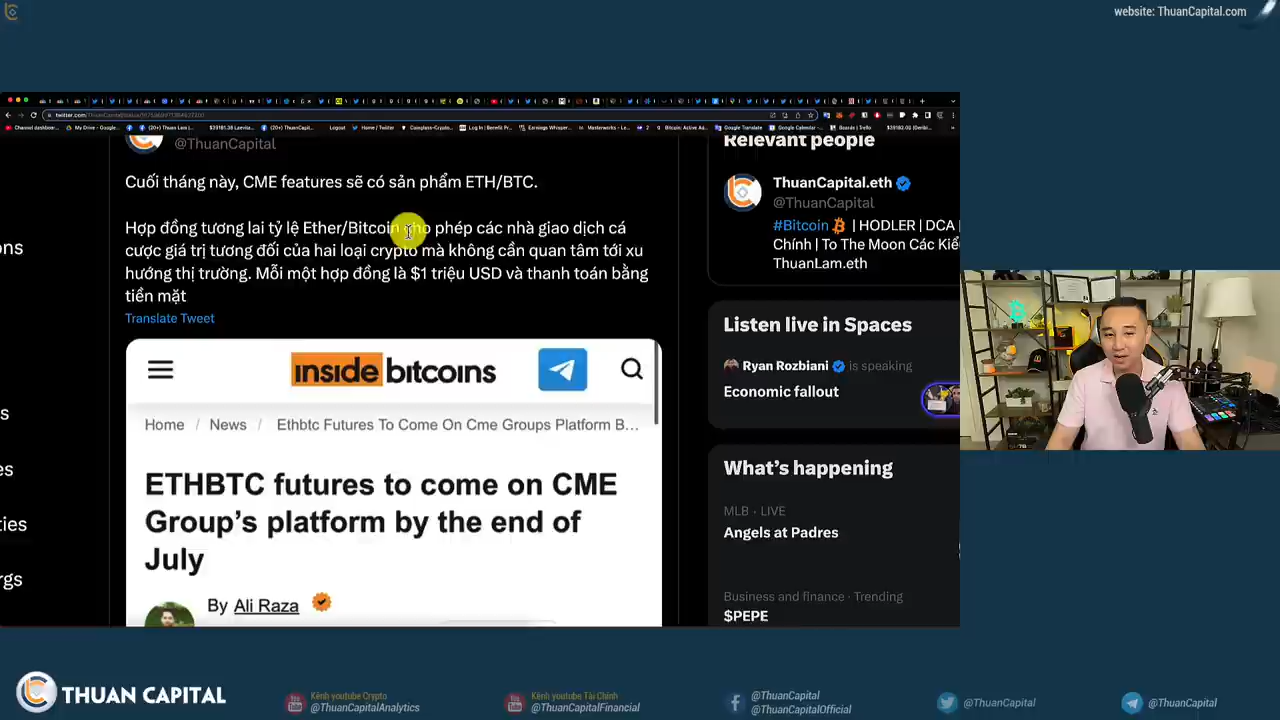 website: ThuanCapital.com
@ThuanCapital
Cuối tháng này, CME features sẽ có sản phẩm ETH/BTC.
Hợp đồng tương lai tỷ lệ Ether/Bitcoin cho phép các nhà giao dịch cá
cược giá trị tương đối của hai loại crypto mà không cần quan tâm tới xu
hướng thị trường. Mỗi một hợp đồng là $1 triệu USD và thanh toán bằng
tiền mặt
Translate Tweet
inside bitcoins
Home / News / Ethbtc Futures To Come On Cme Groups Platform B...
ETHBTC futures to come on CME
Group's platform by the end of
July
By Ali Raza
ons
s
es
ties
rgs
Relevant people
ThuanCapital.eth
@ThuanCapital
#Bitcoin | HODLER | DCA
Chính | To The Moon Các Kiể
ThuanLam.eth
Listen live in Spaces
Ryan Rozbiani is speaking
Economic fallout
What's happening
MLB · LIVE
Angels at Padres
Business and finance · Trending
$PEPE
THUAN CAPITAL
Kênh youtube Crypto
@ThuanCapitalAnalytics
Kênh youtube Tài Chính
@ThuanCapitalFinancial
@ThuanCapital
@ThuanCapitalOfficial
@ThuanCapital
@ThuanCapital